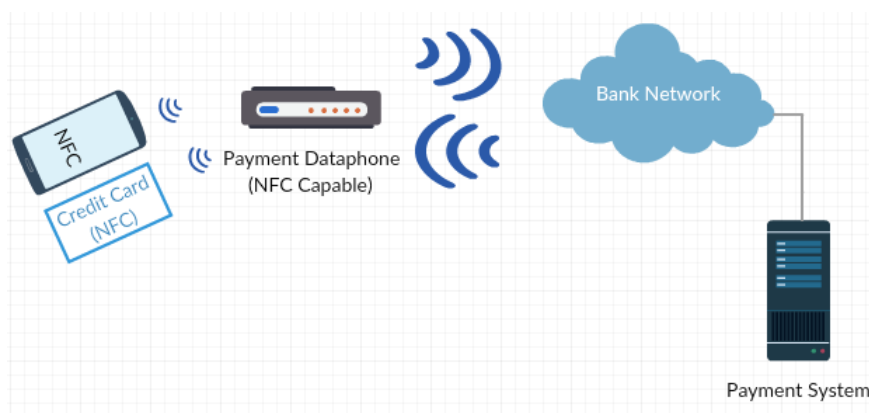 NFC
Credit Card
(NFC)
Payment Dataphone
(NFC Capable)
Bank Network
Payment System